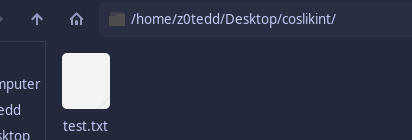 /home/z0tedd/Desktop/coslikint/
mputer
edd
sktop
test.txt